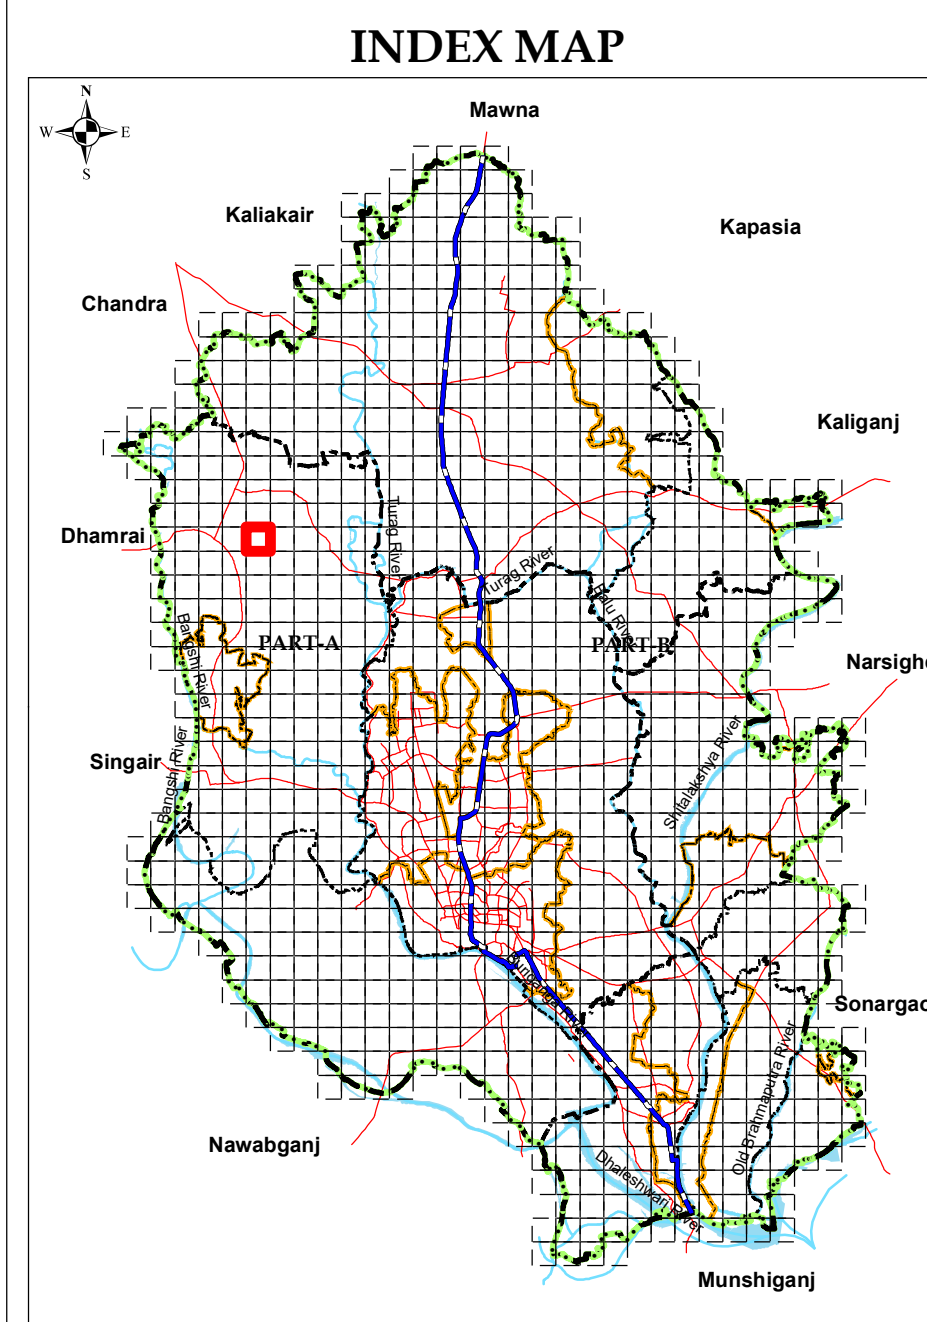 INDEX MAP
N
W E
S
Mawna
Kaliakair
Kapasia
Chandra
Kaliganj
Dhamrai
Turag River
Turag River
Balu River
PART-A
PART-B
Bangshi River
Narsigh
Shitalakshya River
Singair
Bangshi River
Buriganga River
Sonargao
Old Brahmaputra River
Nawabganj
Dhaleshwari River
Munshiganj